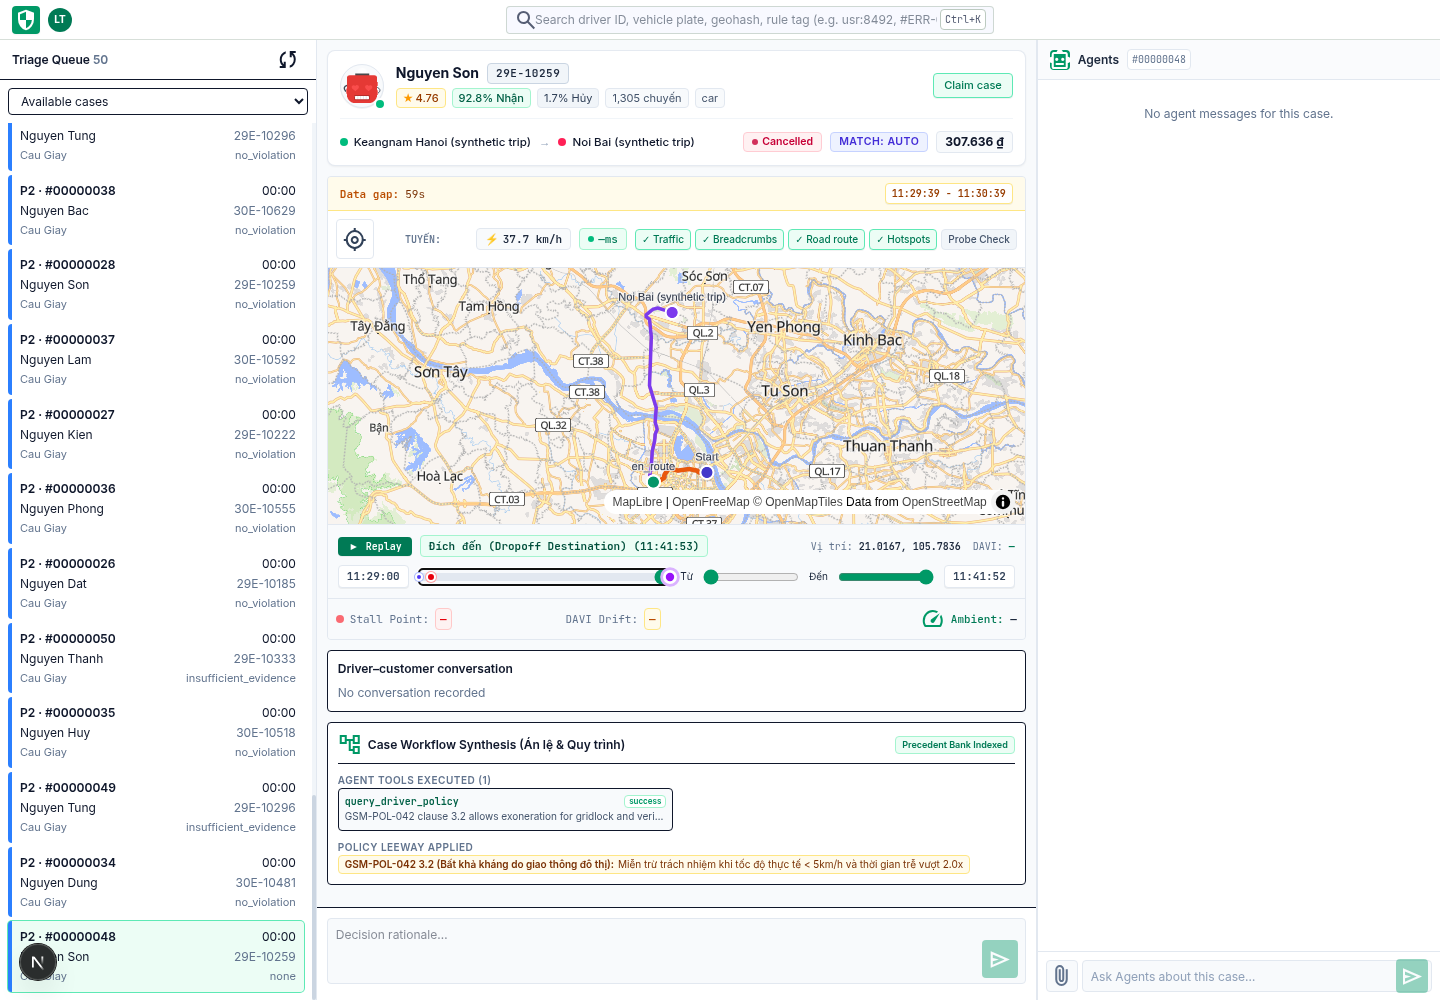 LT
Search driver ID, vehicle plate, geohash, rule tag (e.g. usr:8492, #ERR-
Ctrl+K
Triage Queue 50
Available cases
Nguyen Tung 29E-10296
Cau Giay no_violation
P2 · #00000038 00:00
Nguyen Bac 30E-10629
Cau Giay no_violation
P2 · #00000028 00:00
Nguyen Son 29E-10259
Cau Giay no_violation
P2 · #00000037 00:00
Nguyen Lam 30E-10592
Cau Giay no_violation
P2 · #00000027 00:00
Nguyen Kien 29E-10222
Cau Giay no_violation
P2 · #00000036 00:00
Nguyen Phong 30E-10555
Cau Giay no_violation
P2 · #00000026 00:00
Nguyen Dat 29E-10185
Cau Giay no_violation
P2 · #00000050 00:00
Nguyen Thanh 29E-10333
Cau Giay insufficient_evidence
P2 · #00000035 00:00
Nguyen Huy 30E-10518
Cau Giay no_violation
P2 · #00000049 00:00
Nguyen Tung 29E-10296
Cau Giay insufficient_evidence
P2 · #00000034 00:00
Nguyen Dung 30E-10481
Cau Giay no_violation
P2 · #00000048 00:00
Son 29E-10259
none
N
Nguyen Son 29E-10259
★ 4.76 92.8% Nhận 1.7% Hủy 1,305 chuyến car
Claim case
Keangnam Hanoi (synthetic trip) → Noi Bai (synthetic trip)
Cancelled MATCH: AUTO 307.636 ₫
Data gap: 59s 11:29:39 - 11:30:39
TUYẾN: ⚡ 37.7 km/h —ms ✓ Traffic ✓ Breadcrumbs ✓ Road route ✓ Hotspots Probe Check
Thổ Tang
Sóc Sơn
CT.07
Noi Bai (synthetic trip)
Tam Hồng
Tây Đằng
QL.2
Yen Phong
Kinh Bac
CT.38
Sơn Tây
QL.18
CT.38
QL.3
Tu Son
QL.32
Bận
Thuan Thanh
Start
en_route
QL.17
Hoà Lạc
CT.03
MapLibre | OpenFreeMap © OpenMapTiles Data from OpenStreetMap
CT.37
► Replay Đích đến (Dropoff Destination) (11:41:53)
Vị trí: 21.0167, 105.7836 DAVI: —
11:29:00 Từ Đến 11:41:52
Stall Point: — DAVI Drift: — Ambient: —
Driver–customer conversation
No conversation recorded
Case Workflow Synthesis (Án lệ & Quy trình) Precedent Bank Indexed
AGENT TOOLS EXECUTED (1)
query_driver_policy success
GSM-POL-042 clause 3.2 allows exoneration for gridlock and veri...
POLICY LEEWAY APPLIED
GSM-POL-042 3.2 (Bất khả kháng do giao thông đô thị): Miễn trừ trách nhiệm khi tốc độ thực tế < 5km/h và thời gian trễ vượt 2.0x
Decision rationale...
Agents #00000048
No agent messages for this case.
Ask Agents about this case...